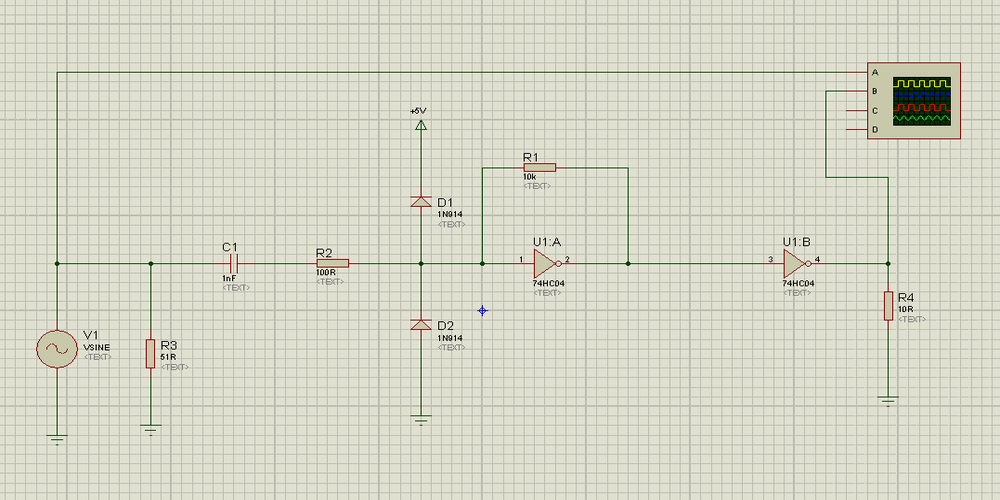 A
B
C
D
+5V
R1
10k
<TEXT>
D1
1N914
<TEXT>
C1
1nF
<TEXT>
R2
100R
<TEXT>
1
U1:A
2
74HC04
<TEXT>
3
U1:B
4
74HC04
<TEXT>
V1
VSINE
<TEXT>
R3
51R
<TEXT>
D2
1N914
<TEXT>
R4
10R
<TEXT>